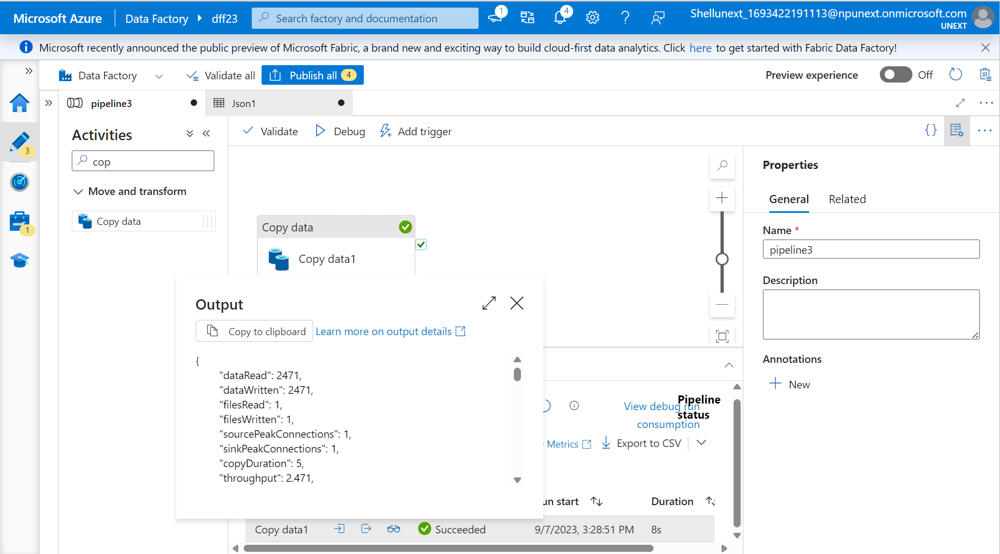 Microsoft Azure
Data Factory
dff23
Search factory and documentation
1
4
Shellunext_1693422191113@npunext.onmicrosoft.com
UNEXT
Microsoft recently announced the public preview of Microsoft Fabric, a brand new and exciting way to build cloud-first data analytics. Click here to get started with Fabric Data Factory!
Data Factory
Validate all
Publish all 4
Preview experience
Off
3
1
pipeline3
Json1
Activities
cop
Move and transform
Copy data
Validate
Debug
Add trigger
Copy data
Copy data1
Output
Copy to clipboard
Learn more on output details
{
"dataRead": 2471,
"dataWritten": 2471,
"filesRead": 1,
"filesWritten": 1,
"sourcePeakConnections": 1,
"sinkPeakConnections": 1,
"copyDuration": 5,
"throughput": 2.471,
View debug run
consumption
Pipeline
status
Metrics
Export to CSV
un start
Duration
Copy data1
Succeeded
9/7/2023, 3:28:51 PM
8s
{}
Properties
General
Related
Name *
pipeline3
Description
Annotations
New